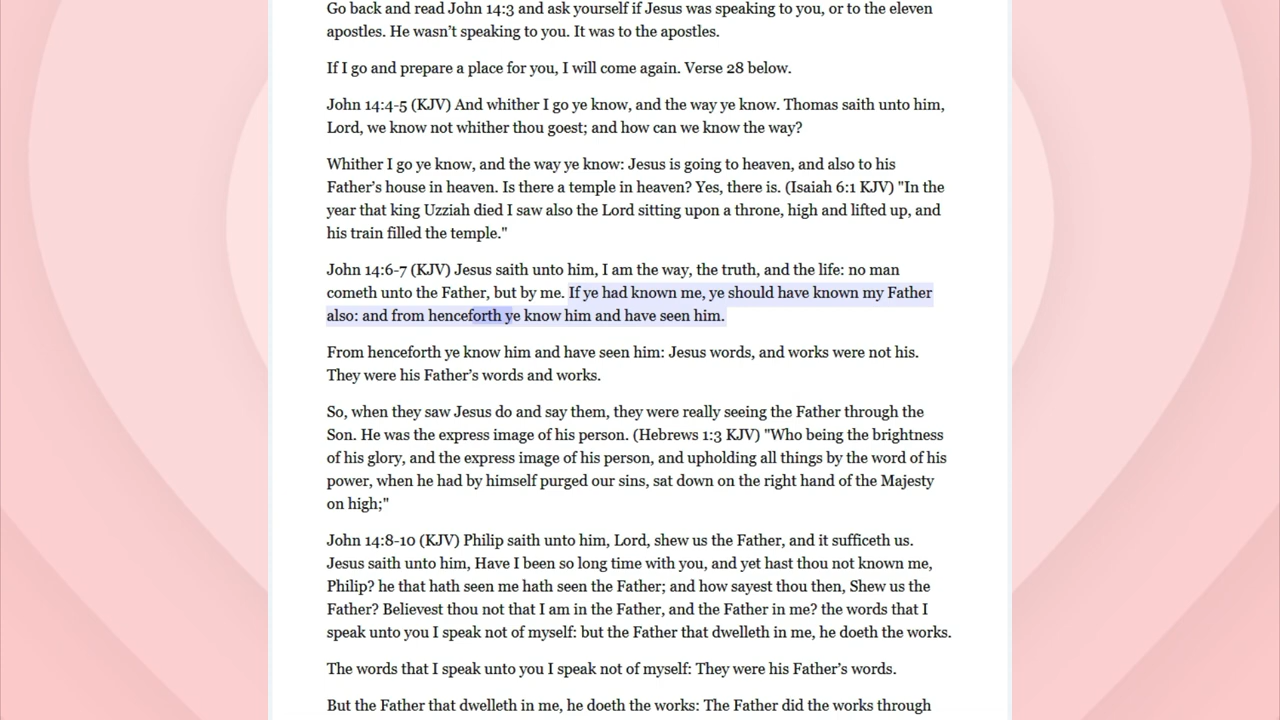 Go back and read John 14:3 and ask yourself if Jesus was speaking to you, or to the eleven
apostles. He wasn’t speaking to you. It was to the apostles.
If I go and prepare a place for you, I will come again. Verse 28 below.
John 14:4-5 (KJV) And whither I go ye know, and the way ye know. Thomas saith unto him,
Lord, we know not whither thou goest; and how can we know the way?
Whither I go ye know, and the way ye know: Jesus is going to heaven, and also to his
Father’s house in heaven. Is there a temple in heaven? Yes, there is. (Isaiah 6:1 KJV) "In the
year that king Uzziah died I saw also the Lord sitting upon a throne, high and lifted up, and
his train filled the temple."
John 14:6-7 (KJV) Jesus saith unto him, I am the way, the truth, and the life: no man
cometh unto the Father, but by me. If ye had known me, ye should have known my Father
also: and from henceforth ye know him and have seen him.
From henceforth ye know him and have seen him: Jesus words, and works were not his.
They were his Father’s words and works.
So, when they saw Jesus do and say them, they were really seeing the Father through the
Son. He was the express image of his person. (Hebrews 1:3 KJV) "Who being the brightness
of his glory, and the express image of his person, and upholding all things by the word of his
power, when he had by himself purged our sins, sat down on the right hand of the Majesty
on high;"
John 14:8-10 (KJV) Philip saith unto him, Lord, shew us the Father, and it sufficeth us.
Jesus saith unto him, Have I been so long time with you, and yet hast thou not known me,
Philip? he that hath seen me hath seen the Father; and how sayest thou then, Shew us the
Father? Believest thou not that I am in the Father, and the Father in me? the words that I
speak unto you I speak not of myself: but the Father that dwelleth in me, he doeth the works.
The words that I speak unto you I speak not of myself: They were his Father’s words.
But the Father that dwelleth in me, he doeth the works: The Father did the works through